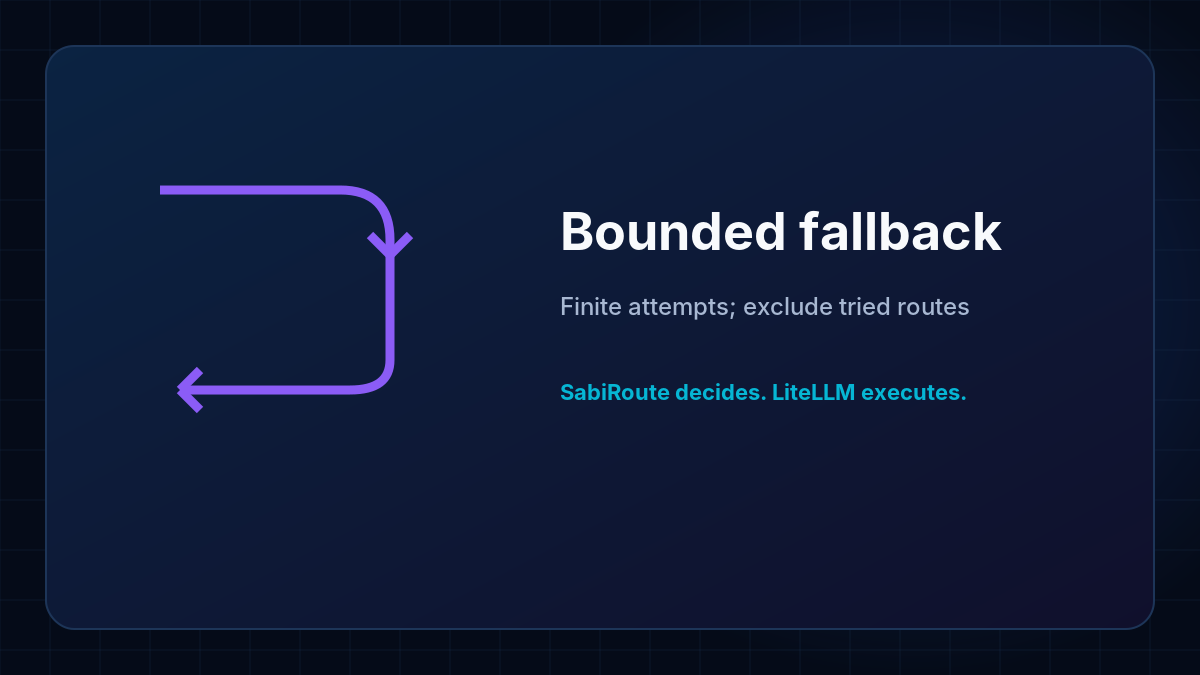 Bounded fallback
Finite attempts; exclude tried routes
SabiRoute decides. LiteLLM executes.